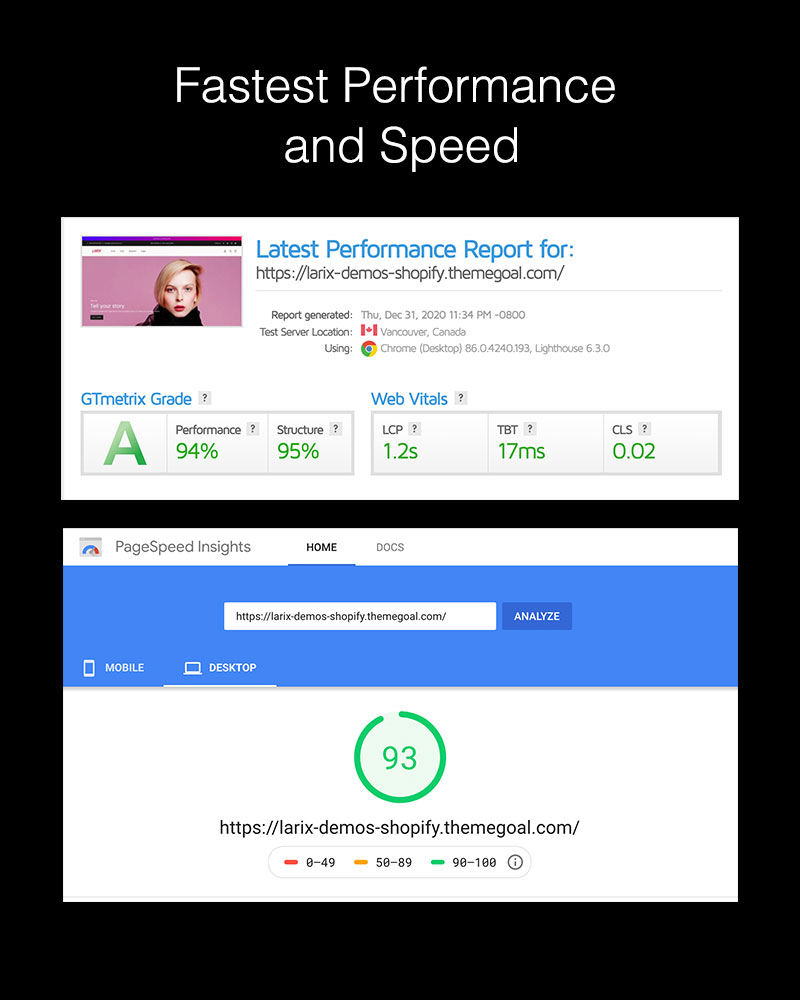 Fastest Performance
and Speed
Tell your story
Latest Performance Report for:
https://larix-demos-shopify.themegoal.com/
Report generated: Thu, Dec 31, 2020 11:34 PM -0800
Test Server Location: Vancouver, Canada
Using: Chrome (Desktop) 86.0.4240.193, Lighthouse 6.3.0
GTmetrix Grade ? Web Vitals ?
A Performance ? Structure ? LCP ? TBT ? CLS ?
94% 95% 1.2s 17ms 0.02
PageSpeed Insights HOME DOCS
https://larix-demos-shopify.themegoal.com/ ANALYZE
MOBILE DESKTOP
93
https://larix-demos-shopify.themegoal.com/
0–49 50–89 90–100